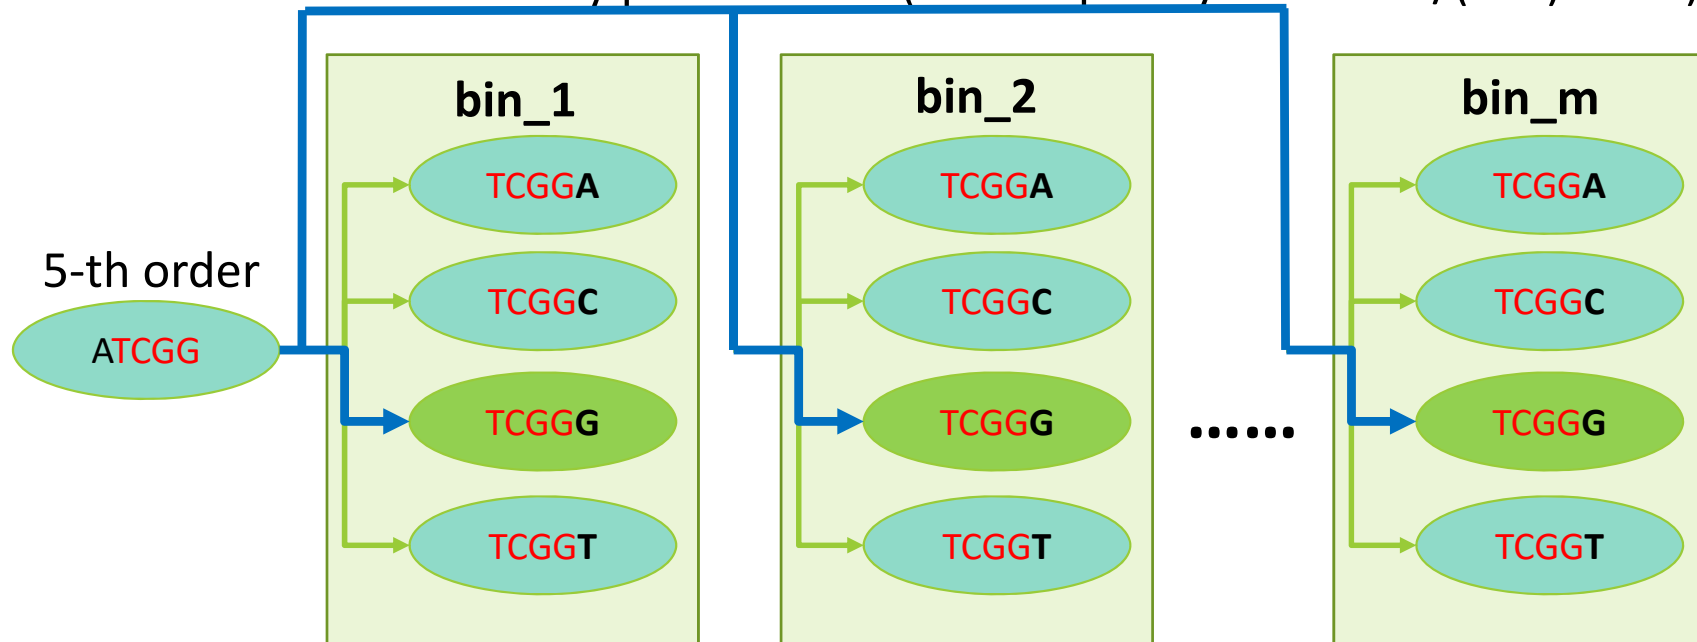 bin_1
TCGGA
TCGGC
TCGGG
TCGGT
bin_2
TCGGA
TCGGC
TCGGG
TCGGT
......
bin_m
TCGGA
TCGGC
TCGGG
TCGGT
5-th order
ATCGG